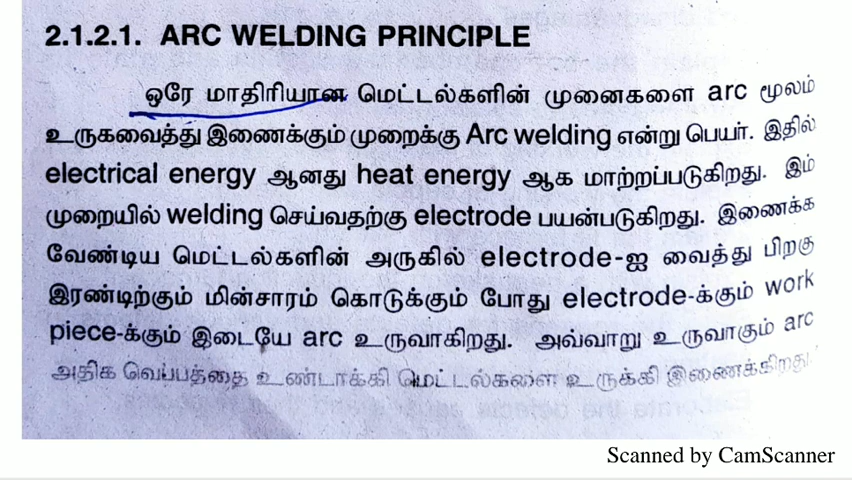 2.1.2.1. ARC WELDING PRINCIPLE
ஒரே மாதிரியான மெட்டல்களின் முனைகளை arc மூலம்
உருகவைத்து இணைக்கும் முறைக்கு Arc welding என்று பெயர். இதில்
electrical energy ஆனது heat energy ஆக மாற்றப்படுகிறது. இம்
முறையில் welding செய்வதற்கு electrode பயன்படுகிறது. இணைக்க
வேண்டிய மெட்டல்களின் அருகில் electrode-ஐ வைத்து பிறகு
இரண்டிற்கும் மின்சாரம் கொடுக்கும் போது electrode-க்கும் work
piece-க்கும் இடையே arc உருவாகிறது. அவ்வாறு உருவாகும் arc
அதிக வெப்பத்தை உண்டாக்கி மெட்டல்களை உருக்கி இணைக்கிறது.
Scanned by CamScanner